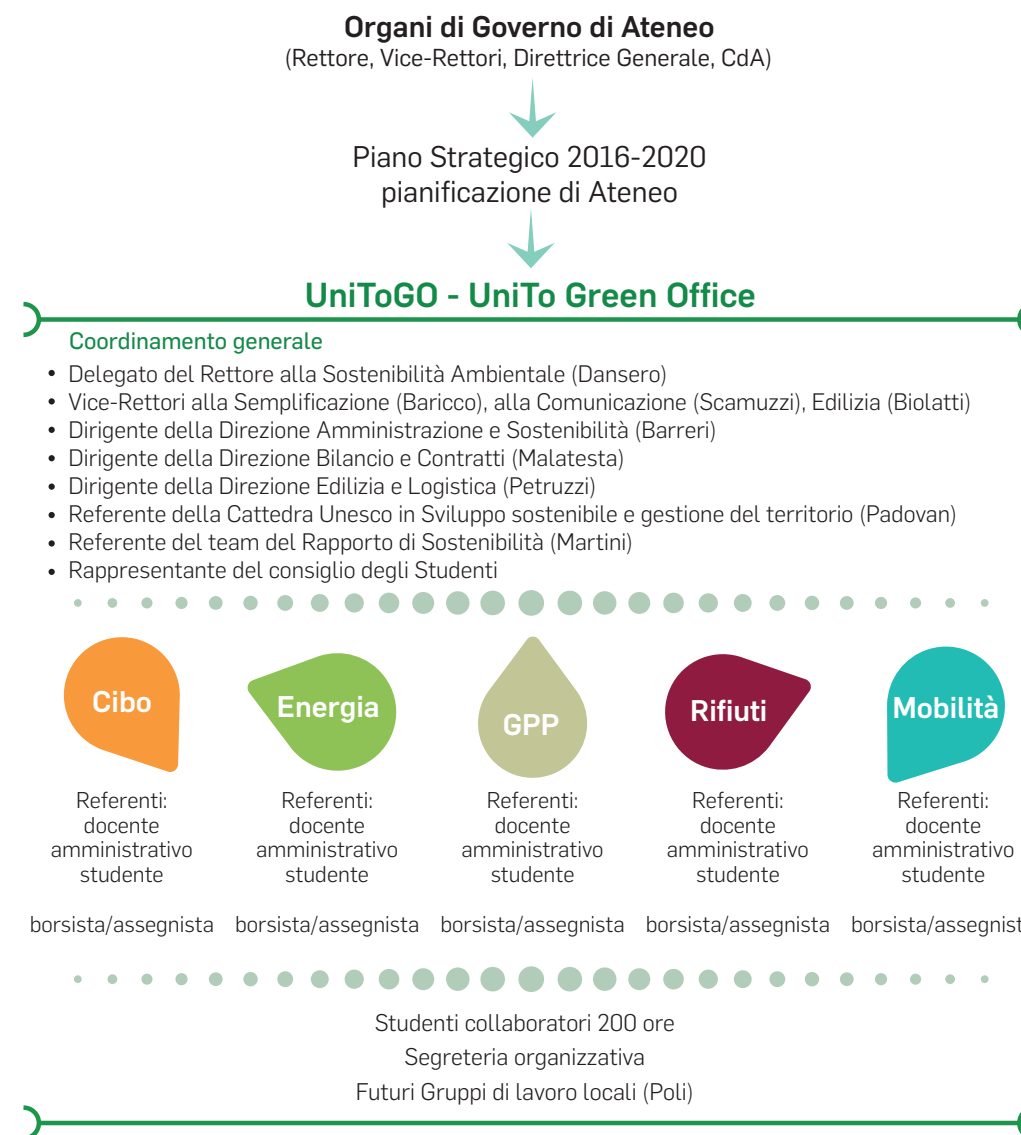 Organi di Governo di Ateneo
(Rettore, Vice-Rettori, Direttrice Generale, CdA)
Piano Strategico 2016-2020
pianificazione di Ateneo
UniToGO - UniTo Green Office
Coordinamento generale
• Delegato del Rettore alla Sostenibilità Ambientale (Dansero)
• Vice-Rettori alla Semplificazione (Baricco), alla Comunicazione (Scamuzzi), Edilizia (Biolatti)
• Dirigente della Direzione Amministrazione e Sostenibilità (Barreri)
• Dirigente della Direzione Bilancio e Contratti (Malatesta)
• Dirigente della Direzione Edilizia e Logistica (Petruzzi)
• Referente della Cattedra Unesco in Sviluppo sostenibile e gestione del territorio (Padovan)
• Referente del team del Rapporto di Sostenibilità (Martini)
• Rappresentante del consiglio degli Studenti
Cibo
Referenti:
docente
amministrativo
studente
borsista/assegnista
Energia
Referenti:
docente
amministrativo
studente
borsista/assegnista
GPP
Referenti:
docente
amministrativo
studente
borsista/assegnista
Rifiuti
Referenti:
docente
amministrativo
studente
borsista/assegnista
Mobilità
Referenti:
docente
amministrativo
studente
borsista/assegnist
Studenti collaboratori 200 ore
Segreteria organizzativa
Futuri Gruppi di lavoro locali (Poli)